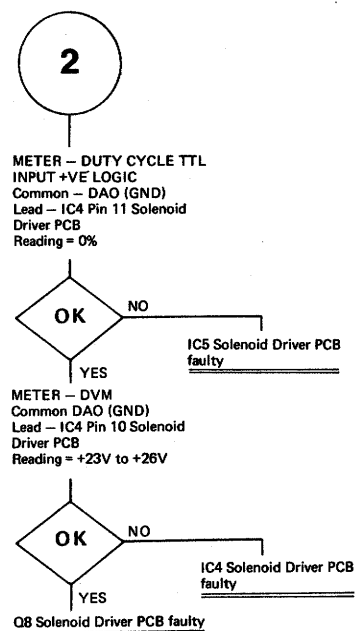 2
METER – DUTY CYCLE TTL
INPUT +VE LOGIC
Common – DAO (GND)
Lead – IC4 Pin 11 Solenoid
Driver PCB
Reading = 0%
OK
NO
IC5 Solenoid Driver PCB
faulty
YES
METER – DVM
Common DAO (GND)
Lead – IC4 Pin 10 Solenoid
Driver PCB
Reading = +23V to +26V
OK
NO
IC4 Solenoid Driver PCB
faulty
YES
Q8 Solenoid Driver PCB faulty